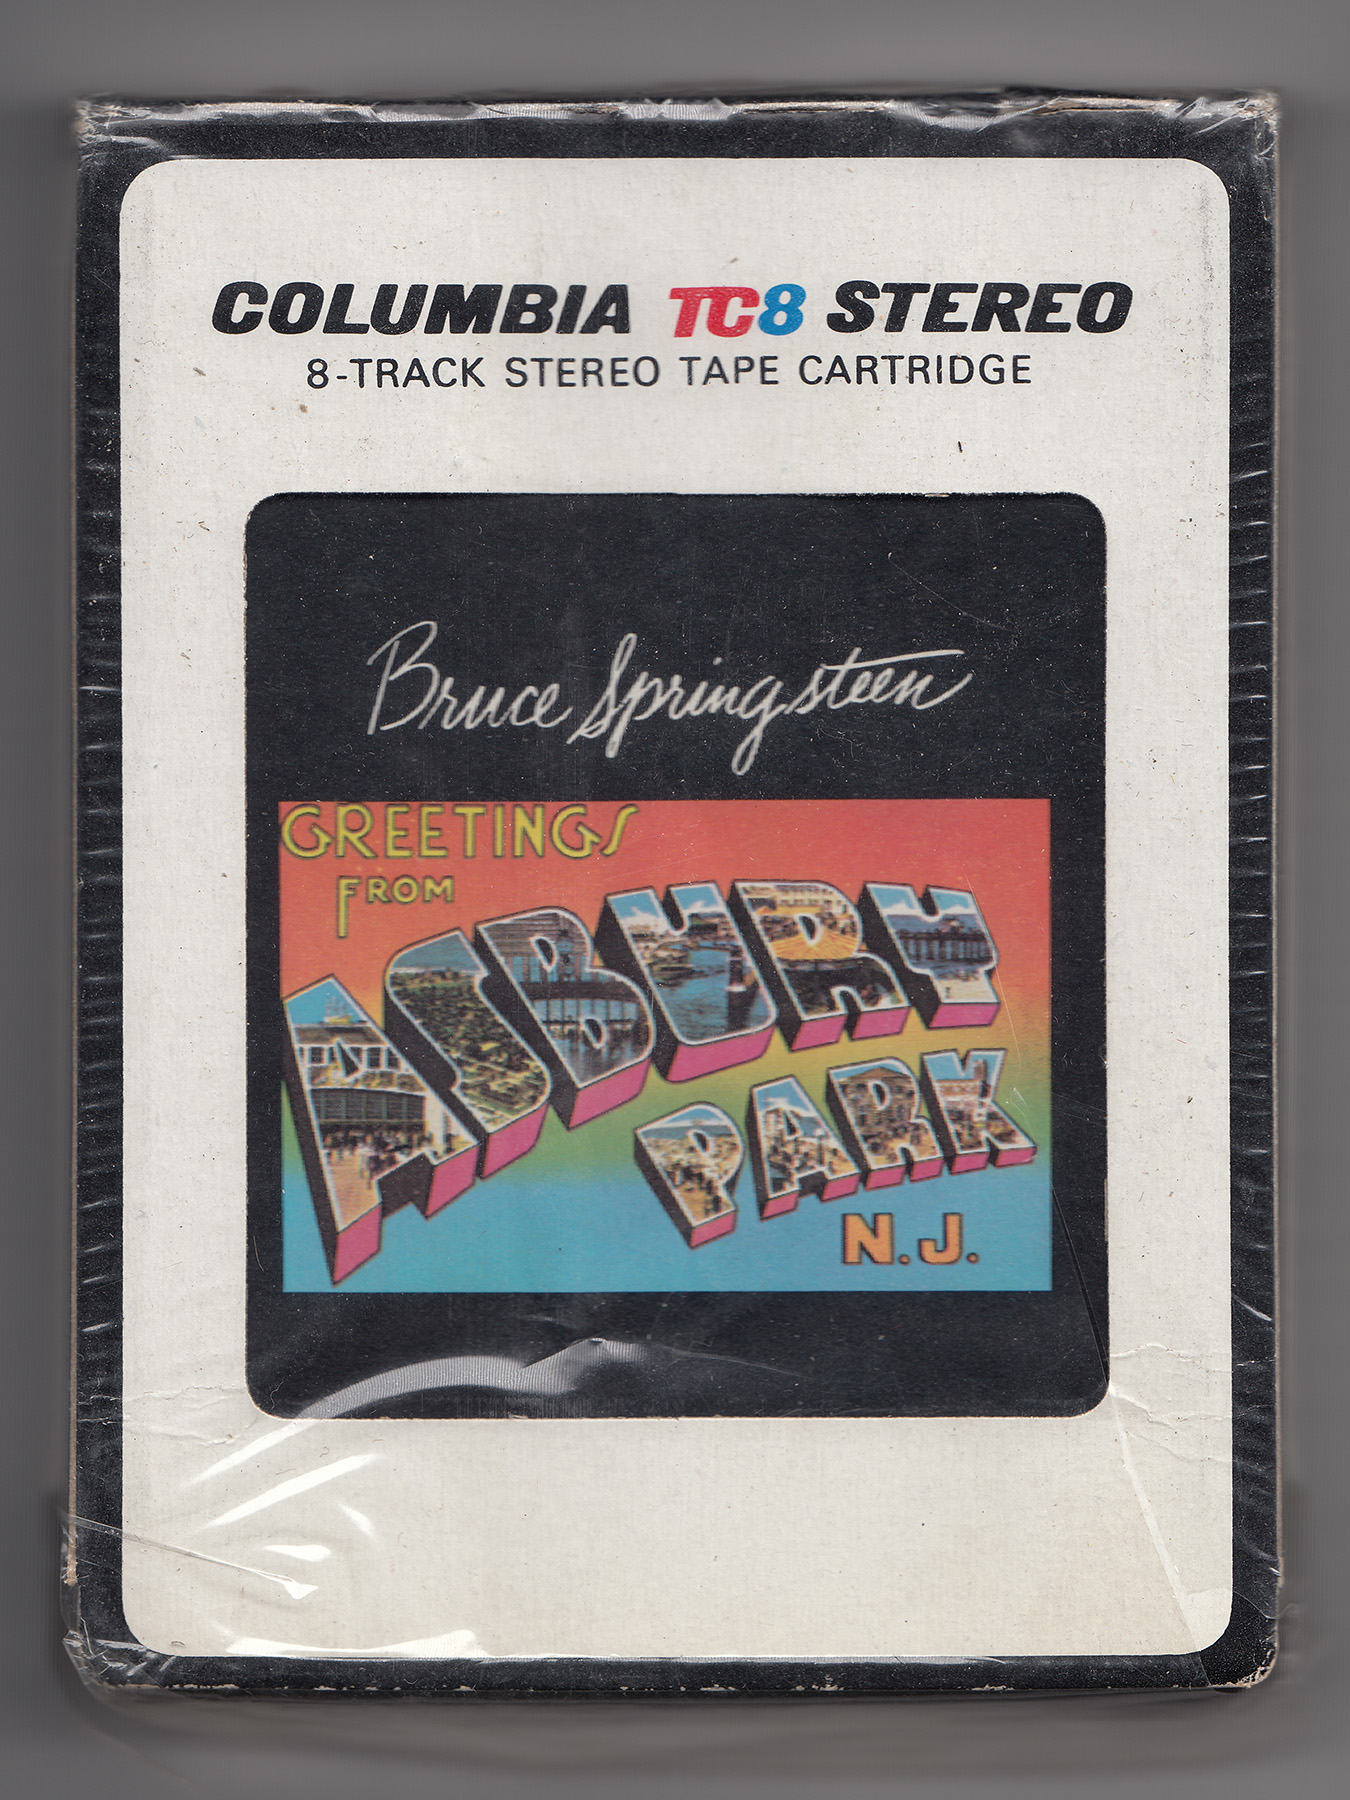 COLUMBIA TC8 STEREO
8-TRACK STEREO TAPE CARTRIDGE
Bruce Springsteen
GREETINGS
FROM
ASBURY
PARK
N.J.